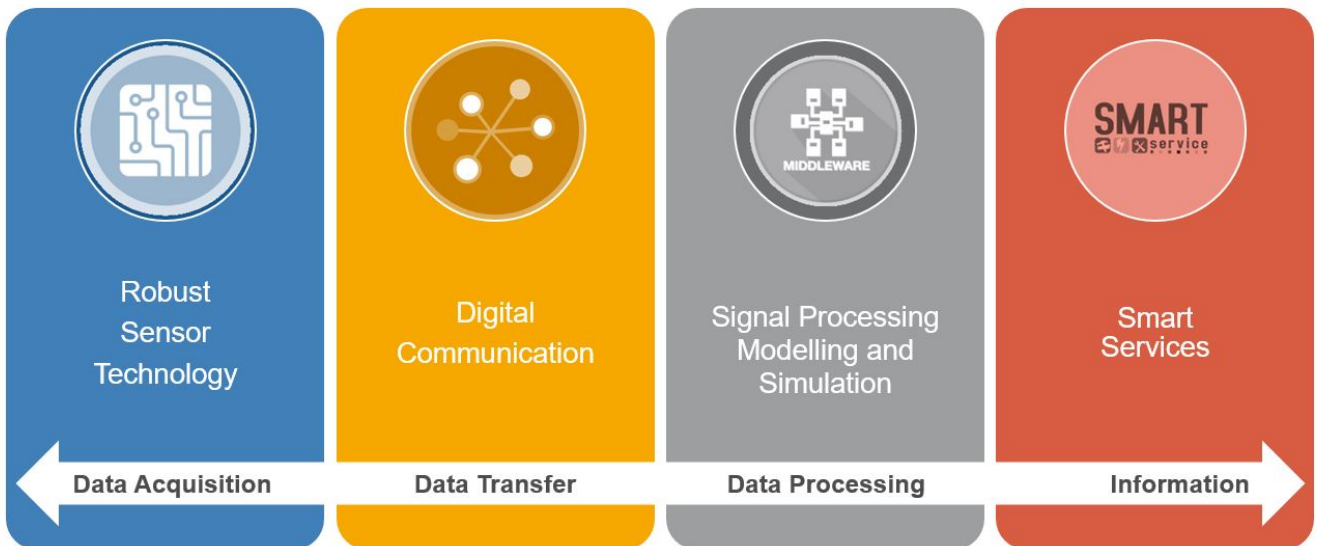 Robust
Sensor
Technology
Data Acquisition
Digital
Communication
Data Transfer
MIDDLEWARE
Signal Processing
Modelling and
Simulation
Data Processing
SMART
service
Smart
Services
Information